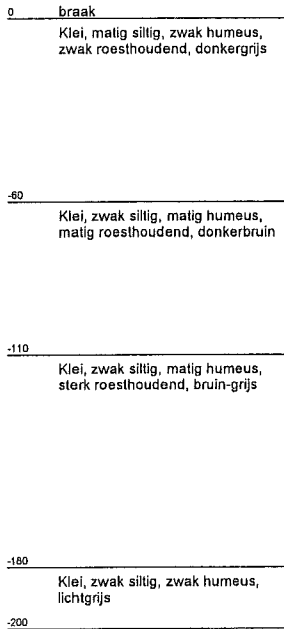 0 braak
Klei, matig siltig, zwak humeus,
zwak roesthoudend, donkergrijs
-60
Klei, zwak siltig, matig humeus,
matig roesthoudend, donkerbruin
-110
Klei, zwak siltig, matig humeus,
sterk roesthoudend, bruin-grijs
-180
Klei, zwak siltig, zwak humeus,
lichtgrijs
-200